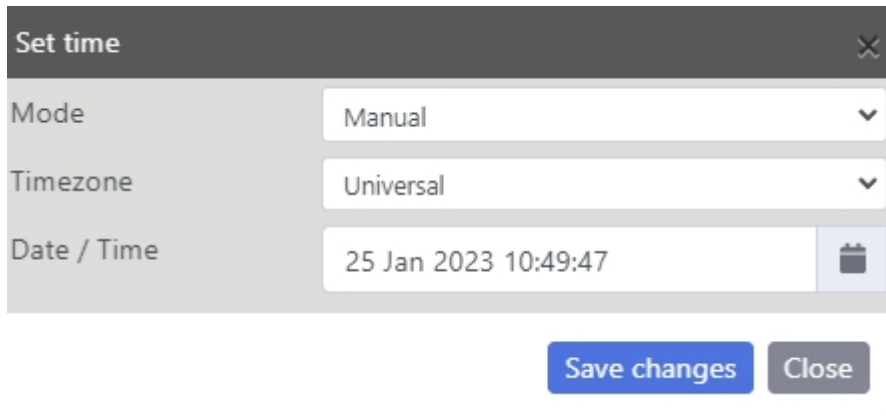 Set time
Mode Manual
Timezone Universal
Date / Time 25 Jan 2023 10:49:47
Save changes Close